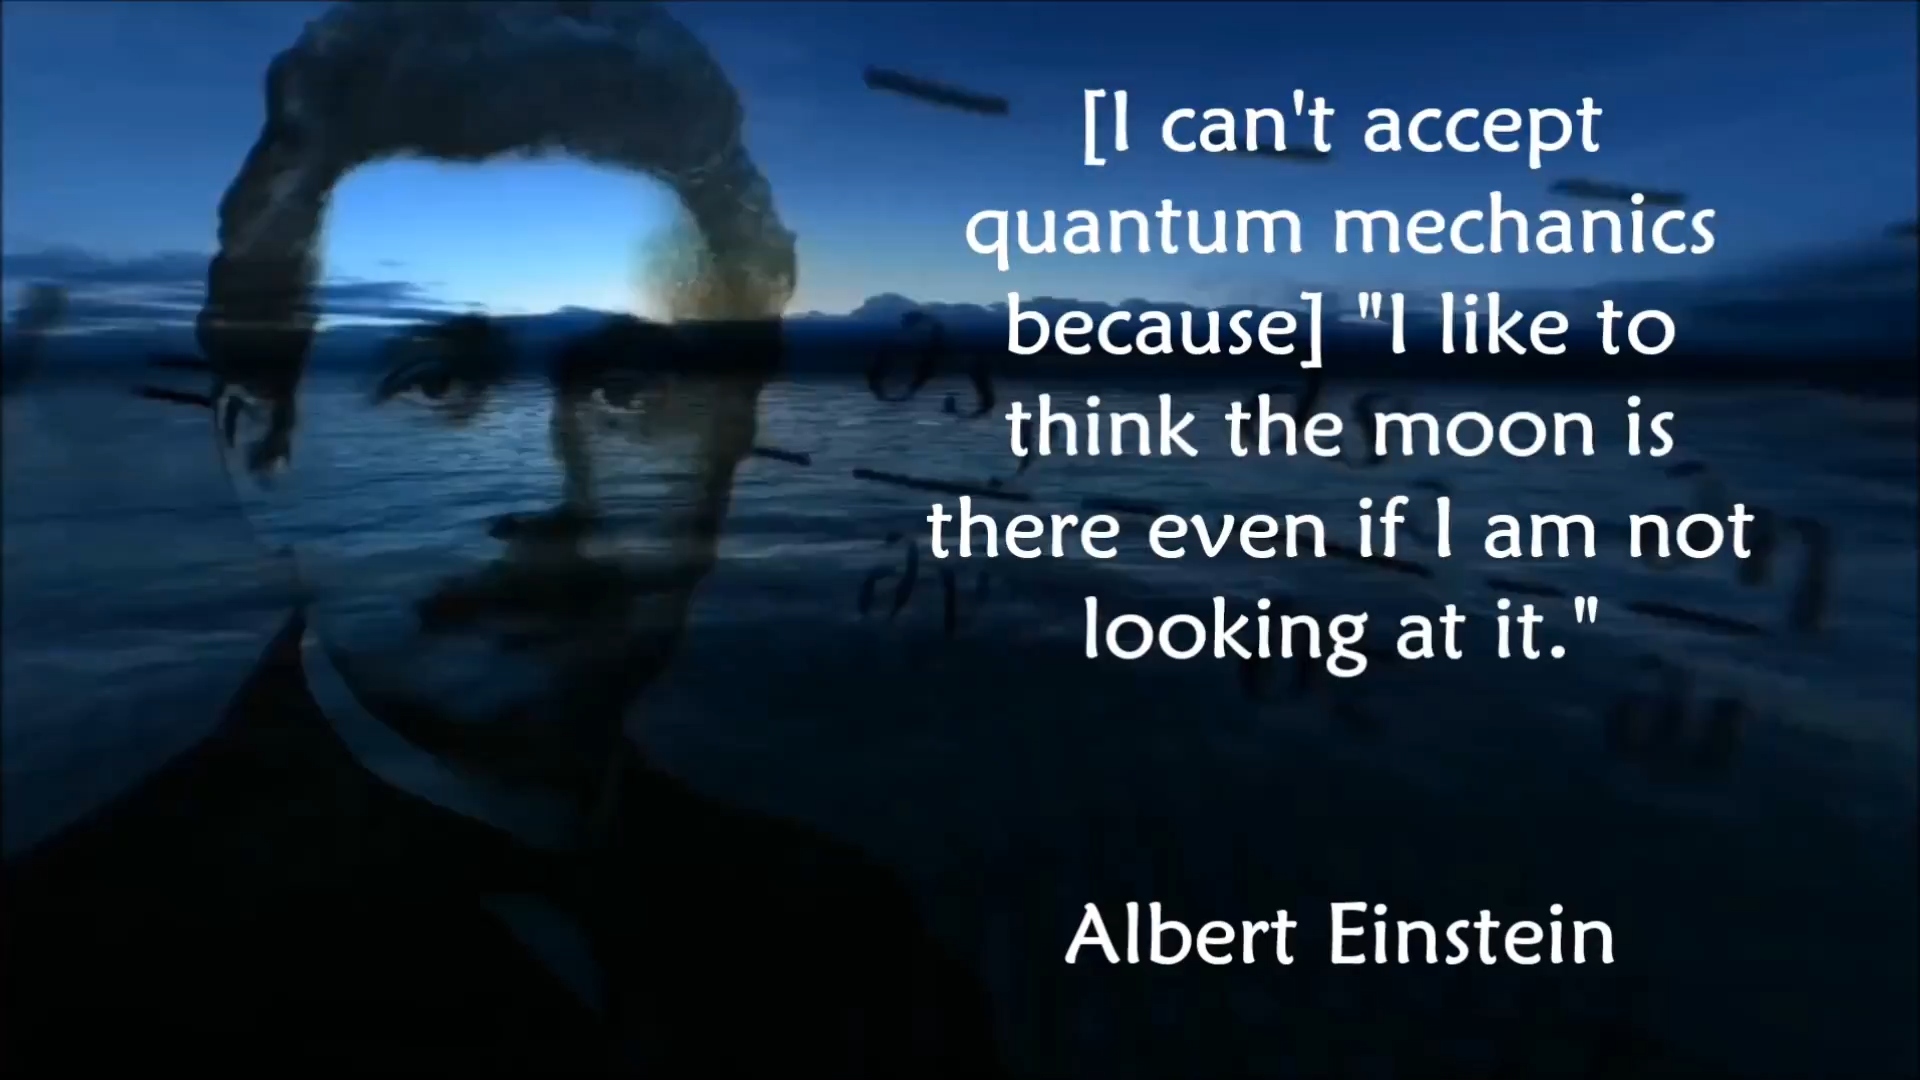 [I can't accept
quantum mechanics
because] "I like to
think the moon is
there even if I am not
looking at it."
Albert Einstein